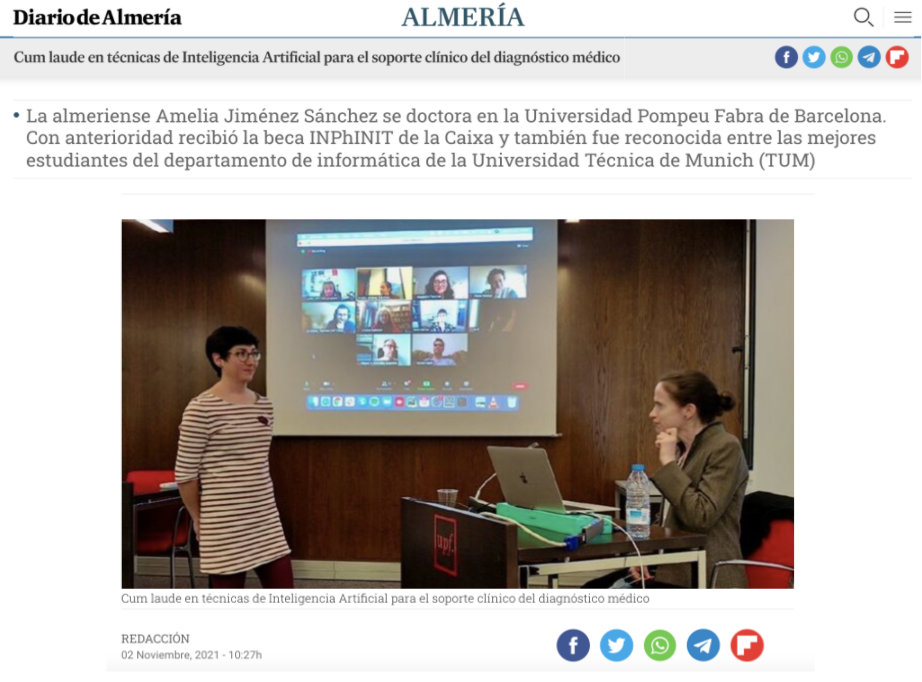 Diario de Almería
ALMERÍA
Cum laude en técnicas de Inteligencia Artificial para el soporte clínico del diagnóstico médico
• La almeriense Amelia Jiménez Sánchez se doctora en la Universidad Pompeu Fabra de Barcelona.
Con anterioridad recibió la beca INPhINIT de la Caixa y también fue reconocida entre las mejores
estudiantes del departamento de informática de la Universidad Técnica de Munich (TUM)
upf.
Cum laude en técnicas de Inteligencia Artificial para el soporte clínico del diagnóstico médico
REDACCIÓN
02 Noviembre, 2021 - 10:27h